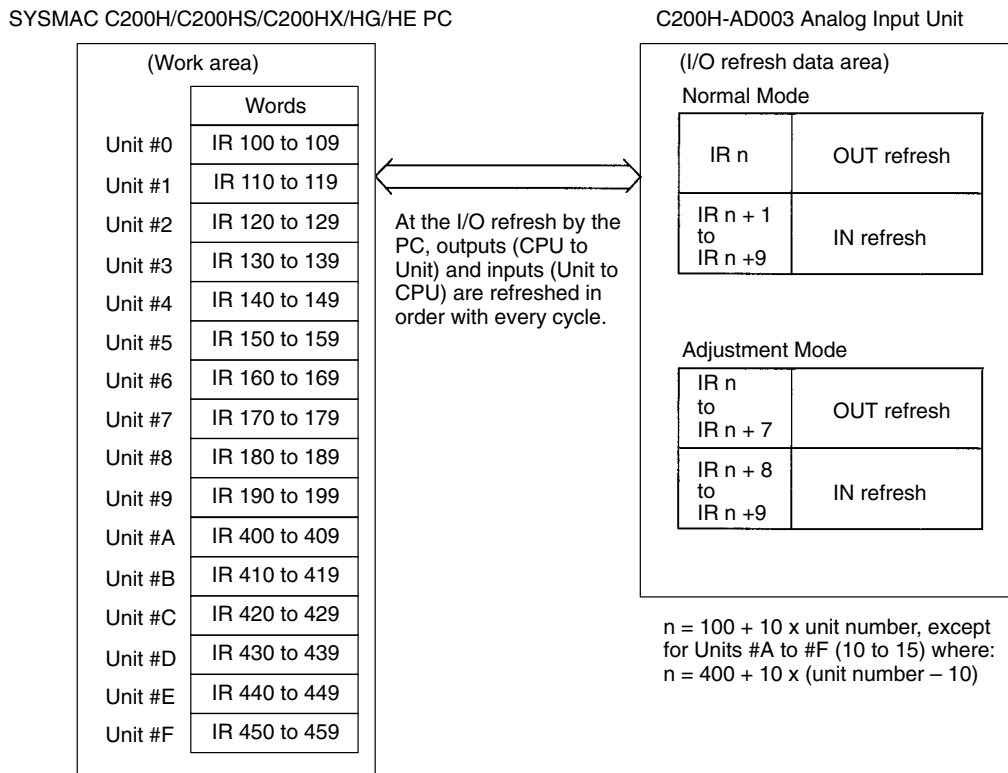 SYSMAC C200H/C200HS/C200HX/HG/HE PC
(Work area)
Words
Unit #0 IR 100 to 109
Unit #1 IR 110 to 119
Unit #2 IR 120 to 129
Unit #3 IR 130 to 139
Unit #4 IR 140 to 149
Unit #5 IR 150 to 159
Unit #6 IR 160 to 169
Unit #7 IR 170 to 179
Unit #8 IR 180 to 189
Unit #9 IR 190 to 199
Unit #A IR 400 to 409
Unit #B IR 410 to 419
Unit #C IR 420 to 429
Unit #D IR 430 to 439
Unit #E IR 440 to 449
Unit #F IR 450 to 459
At the I/O refresh by the
PC, outputs (CPU to
Unit) and inputs (Unit to
CPU) are refreshed in
order with every cycle.
C200H-AD003 Analog Input Unit
(I/O refresh data area)
Normal Mode
IR n OUT refresh
IR n + 1
to
IR n +9
IN refresh
Adjustment Mode
IR n
to
IR n + 7
OUT refresh
IR n + 8
to
IR n +9
IN refresh
n = 100 + 10 x unit number, except
for Units #A to #F (10 to 15) where:
n = 400 + 10 x (unit number – 10)